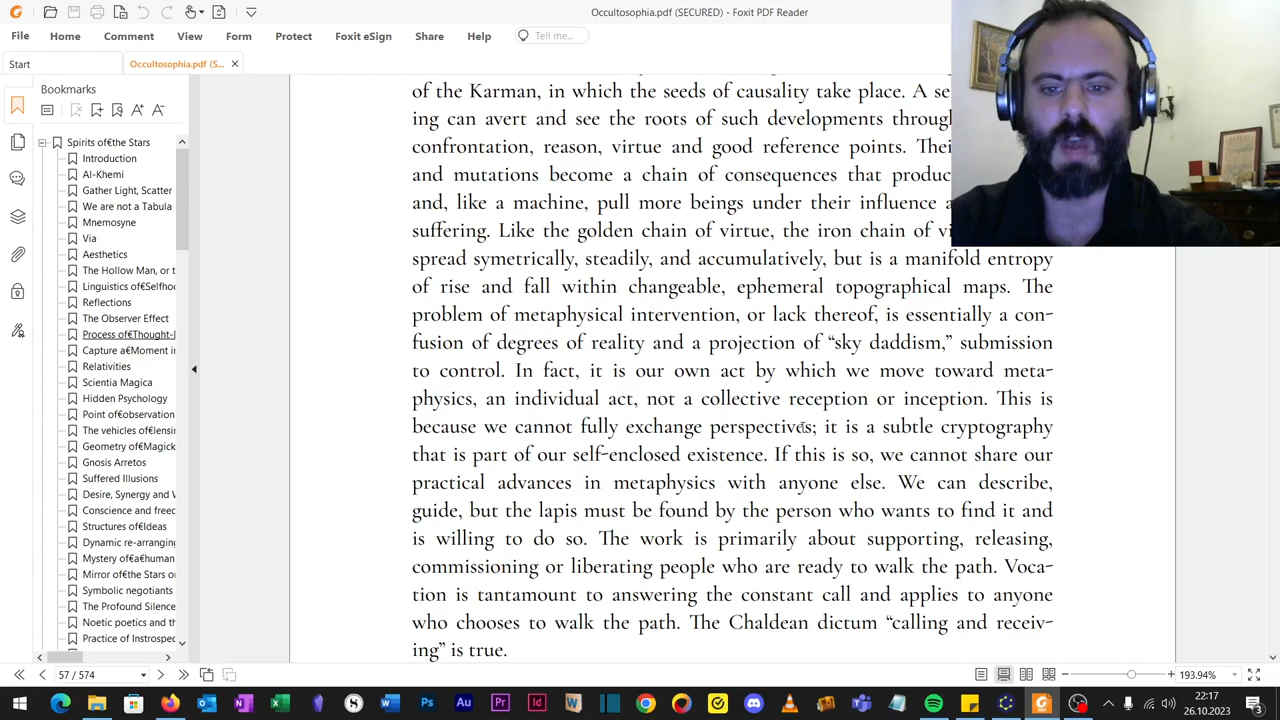 Occultosophia.pdf (SECURED) - Foxit PDF Reader
File Home Comment View Form Protect Foxit eSign Share Help Tell me...
Start Occultosophia.pdf (S...
Bookmarks
Spirits of€the Stars
Introduction
Al-Khemi
Gather Light, Scatter
We are not a Tabula
Mnemosyne
Via
Aesthetics
The Hollow Man, or t
Linguistics of€Selfhoo
Reflections
The Observer Effect
Process of€Thought-I
Capture a€Moment in
Relativities
Scientia Magica
Hidden Psychology
Point of€observation
The vehicles of€lensin
Geometry of€Magick
Gnosis Arretos
Suffered Illusions
Desire, Synergy and V
Conscience and freed
Structures of€Ideas
Dynamic re-arranging
Mystery of€a€human
Mirror of€the Stars or
Symbolic negotiants
The Profound Silence
Noetic poetics and th
Practice of Instrospec
of the Karman, in which the seeds of causality take place. A se
ing can avert and see the roots of such developments through
confrontation, reason, virtue and good reference points. Thei
and mutations become a chain of consequences that produc
and, like a machine, pull more beings under their influence a
suffering. Like the golden chain of virtue, the iron chain of vi
spread symetrically, steadily, and accumulatively, but is a manifold entropy
of rise and fall within changeable, ephemeral topographical maps. The
problem of metaphysical intervention, or lack thereof, is essentially a con-
fusion of degrees of reality and a projection of “sky daddism,” submission
to control. In fact, it is our own act by which we move toward meta-
physics, an individual act, not a collective reception or inception. This is
because we cannot fully exchange perspectives; it is a subtle cryptography
that is part of our self-enclosed existence. If this is so, we cannot share our
practical advances in metaphysics with anyone else. We can describe,
guide, but the lapis must be found by the person who wants to find it and
is willing to do so. The work is primarily about supporting, releasing,
commissioning or liberating people who are ready to walk the path. Voca-
tion is tantamount to answering the constant call and applies to anyone
who chooses to walk the path. The Chaldean dictum “calling and receiv-
ing” is true.
57 / 574
193.94%
22:17
26.10.2023